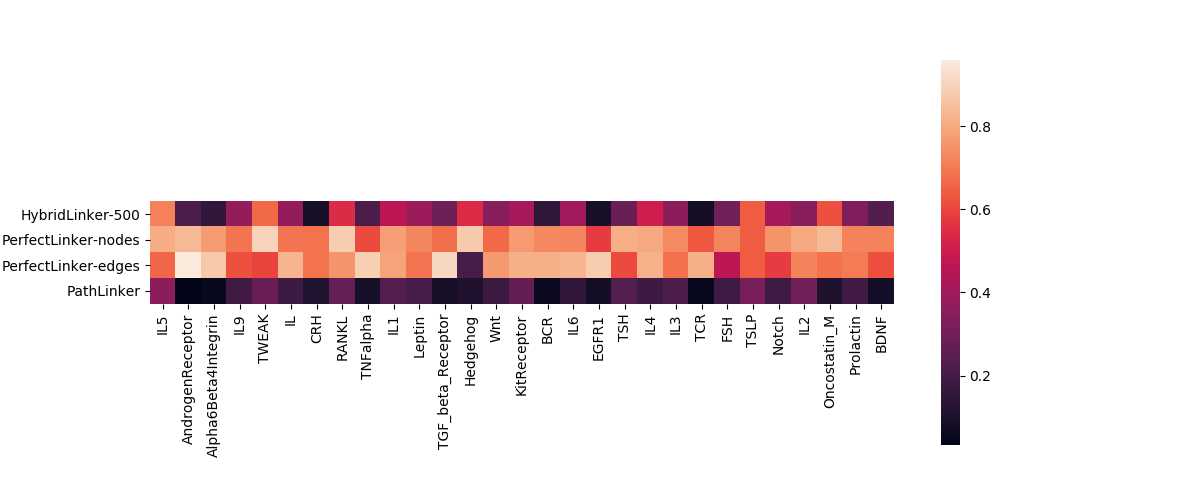 HybridLinker-500
PerfectLinker-nodes
PerfectLinker-edges
PathLinker
IL5
AndrogenReceptor
Alpha6Beta4Integrin
IL9
TWEAK
IL
CRH
RANKL
TNFalpha
IL1
Leptin
TGF_beta_Receptor
Hedgehog
Wnt
KitReceptor
BCR
IL6
EGFR1
TSH
IL4
IL3
TCR
FSH
TSLP
Notch
IL2
Oncostatin_M
Prolactin
BDNF
0.8
0.6
0.4
0.2